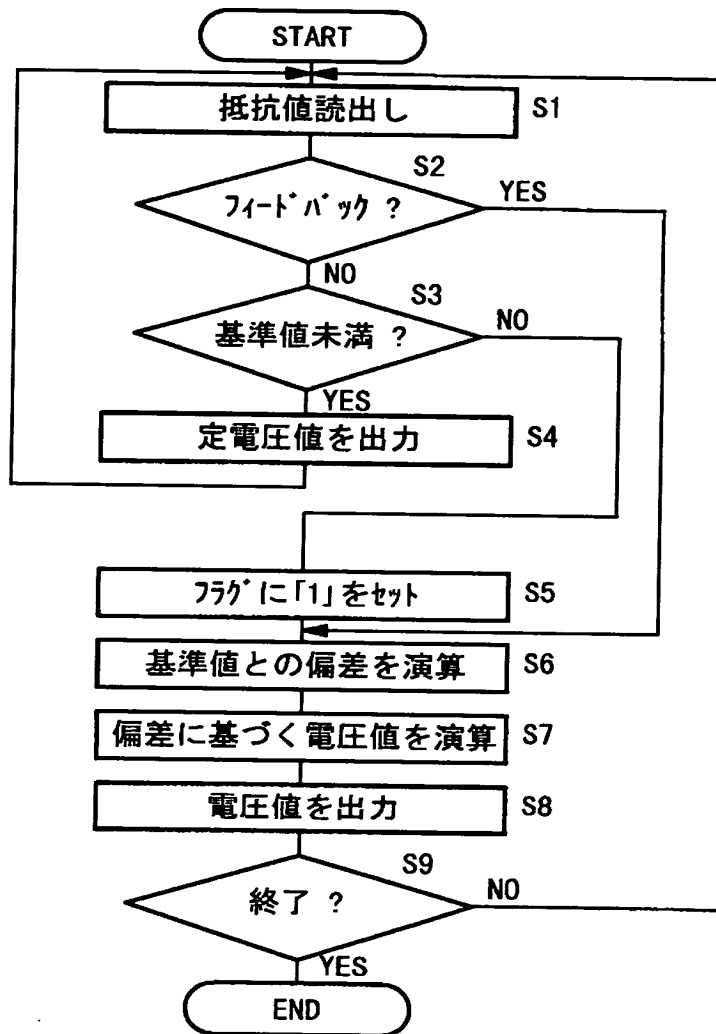 START
抵抗値読出し S1
S2
ﾌｨｰﾄﾞﾊﾞｯｸ ? YES
NO
S3
基準値未満 ? NO
YES
定電圧値を出力 S4
ﾌﾗｸﾞに「1」をｾｯﾄ S5
基準値との偏差を演算 S6
偏差に基づく電圧値を演算 S7
電圧値を出力 S8
S9
終了 ? NO
YES
END